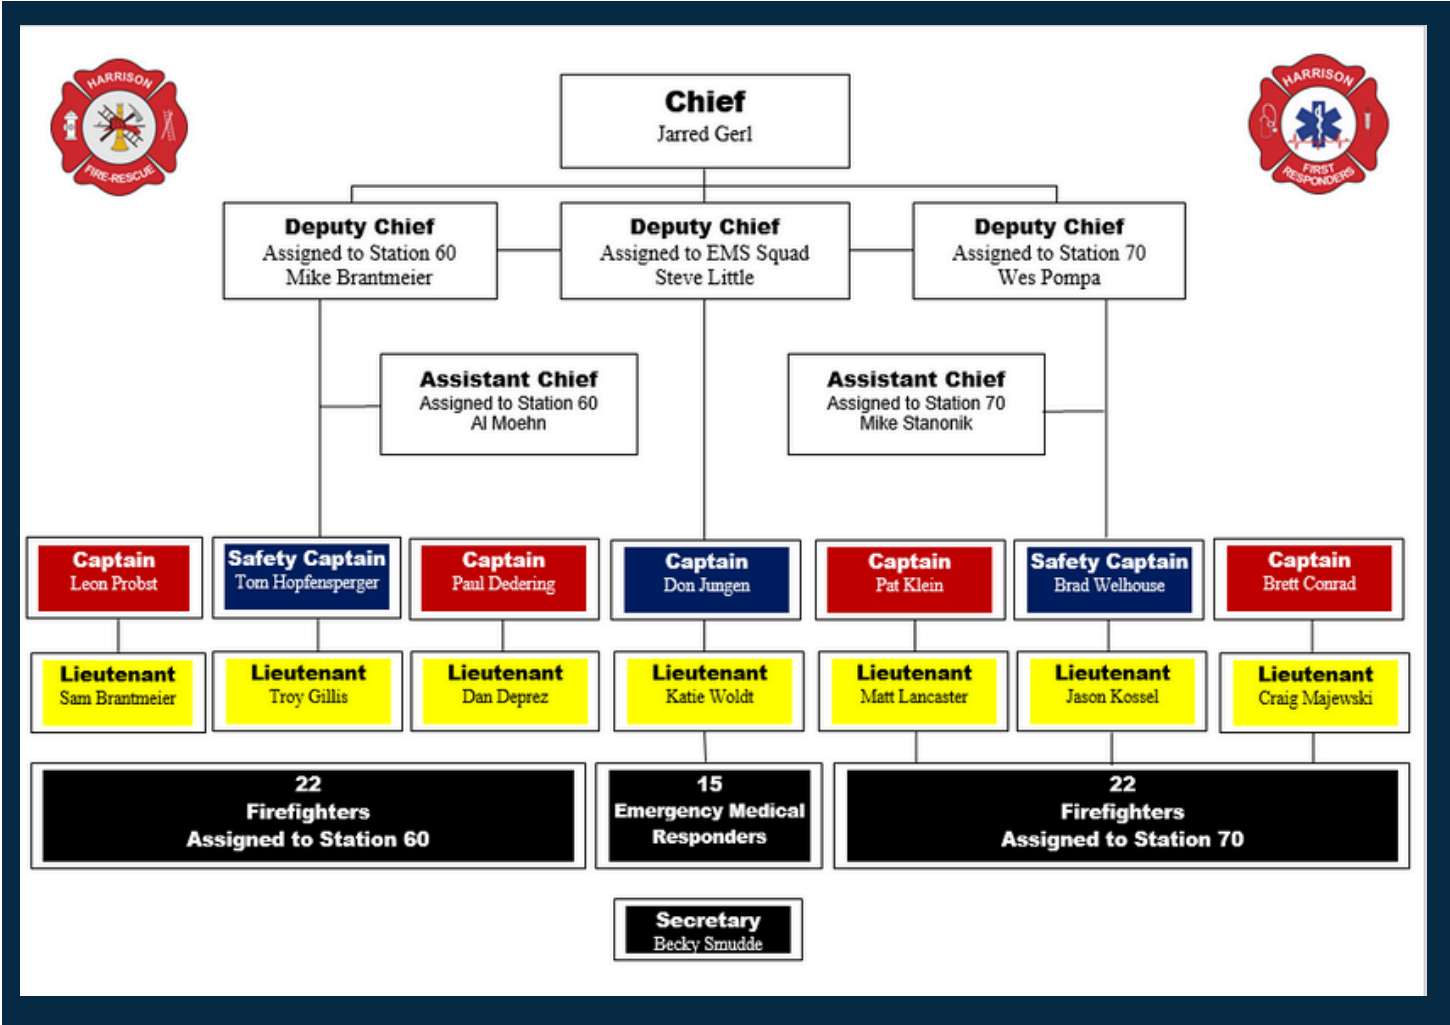 HARRISON
FIRE-RESCUE
HARRISON
FIRST
RESPONDERS
Chief
Jarred Gerl
Deputy Chief
Assigned to Station 60
Mike Brantmeier
Deputy Chief
Assigned to EMS Squad
Steve Little
Deputy Chief
Assigned to Station 70
Wes Pompa
Assistant Chief
Assigned to Station 60
Al Moehn
Assistant Chief
Assigned to Station 70
Mike Stanonik
Captain
Leon Probst
Safety Captain
Tom Hopfensperger
Captain
Paul Dedering
Captain
Don Jungen
Captain
Pat Klein
Safety Captain
Brad Welhouse
Captain
Brett Conrad
Lieutenant
Sam Brantmeier
Lieutenant
Troy Gillis
Lieutenant
Dan Deprez
Lieutenant
Katie Woldt
Lieutenant
Matt Lancaster
Lieutenant
Jason Kossel
Lieutenant
Craig Majewski
22
Firefighters
Assigned to Station 60
15
Emergency Medical
Responders
22
Firefighters
Assigned to Station 70
Secretary
Becky Smudde